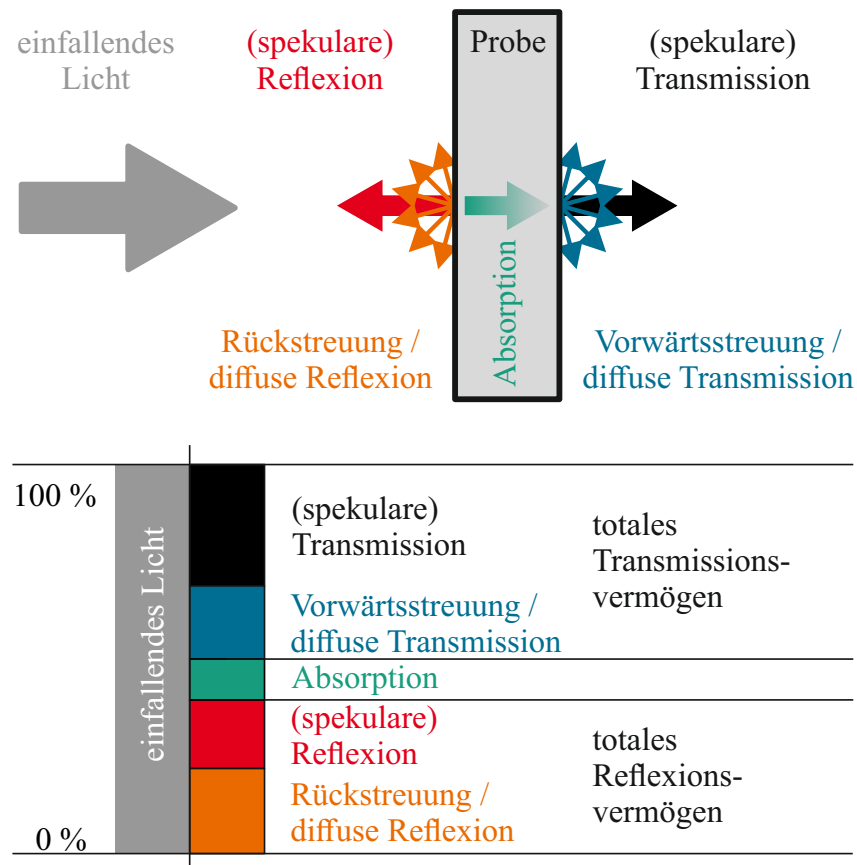 einfallendes
Licht
(spekulare)
Reflexion
Probe
(spekulare)
Transmission
Absorption
Rückstreuung /
diffuse Reflexion
Vorwärtsstreuung /
diffuse Transmission
100 %
0 %
einfallendes Licht
(spekulare)
Transmission
Vorwärtsstreuung /
diffuse Transmission
Absorption
(spekulare)
Reflexion
Rückstreuung /
diffuse Reflexion
totales
Transmissions-
vermögen
totales
Reflexions-
vermögen